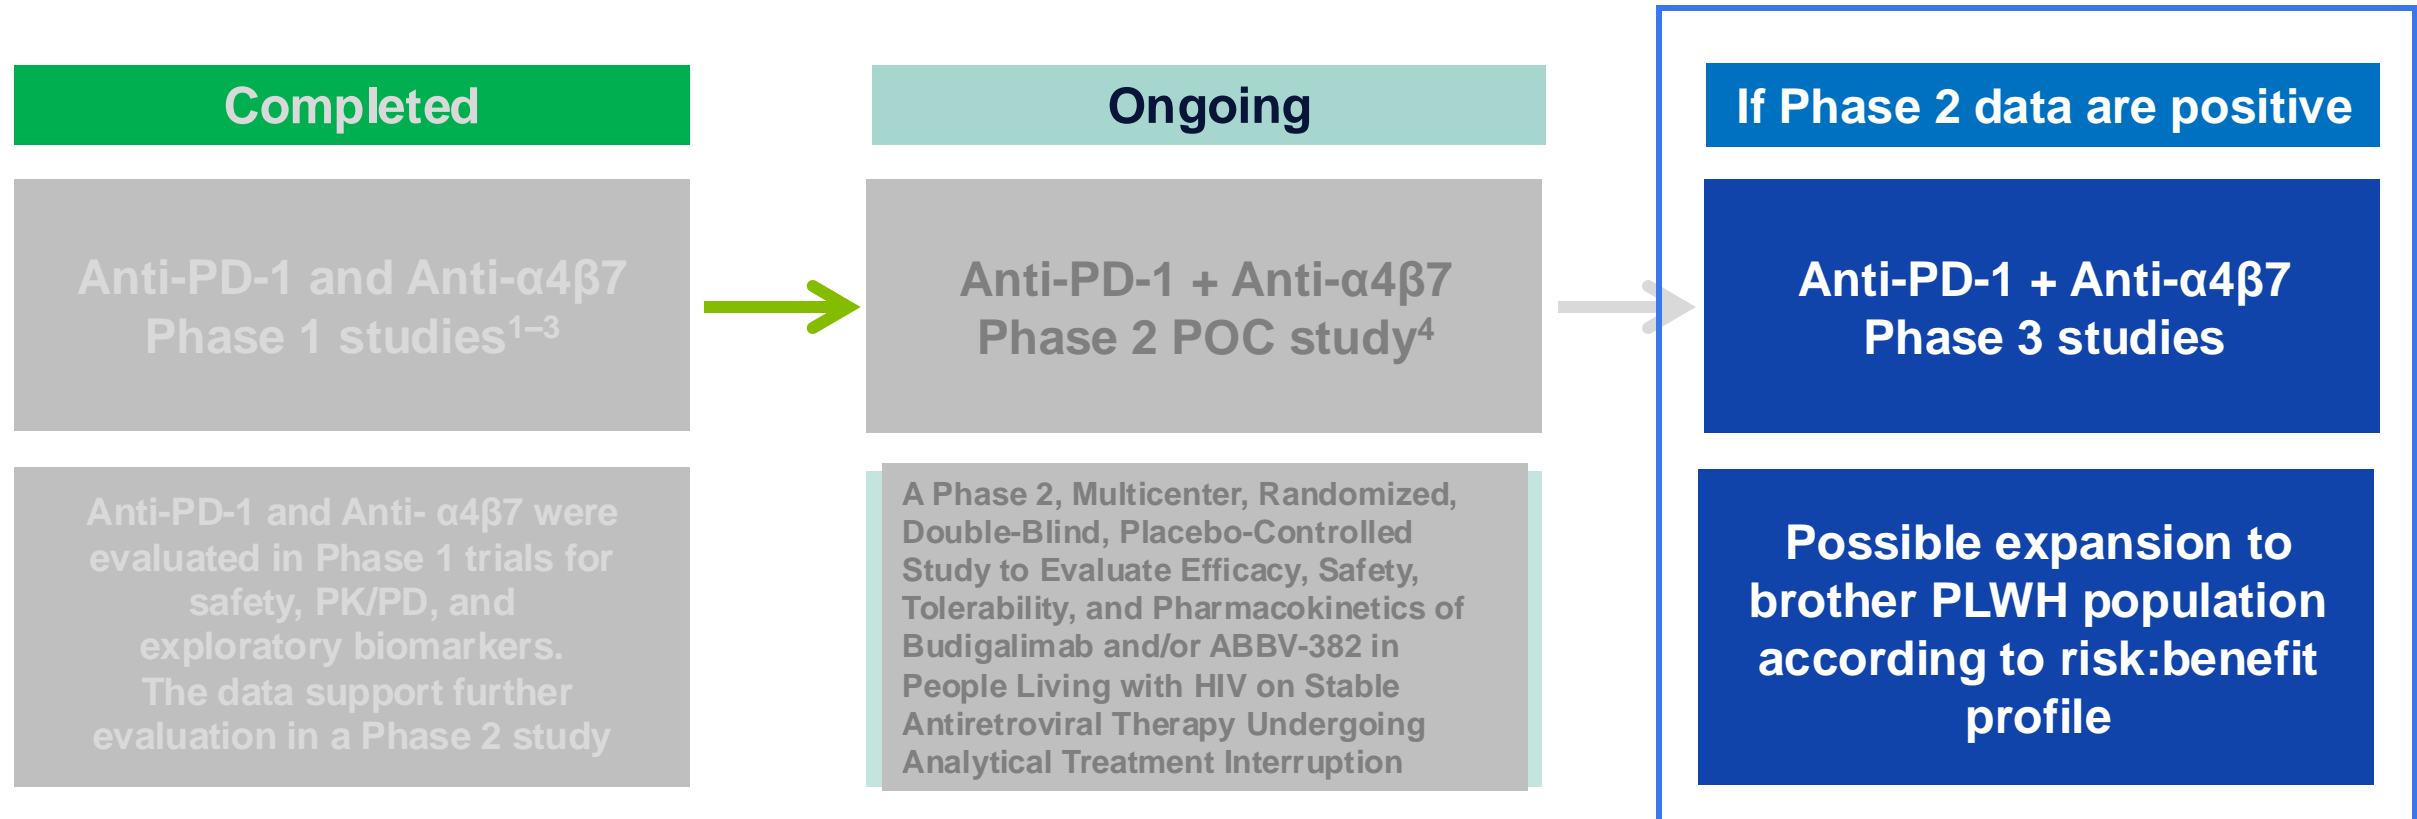 Completed
Anti-PD-1 and Anti-α4β7
Phase 1 studies¹⁻³
Anti-PD-1 and Anti- α4β7 were
evaluated in Phase 1 trials for
safety, PK/PD, and
exploratory biomarkers.
The data support further
evaluation in a Phase 2 study
Ongoing
Anti-PD-1 + Anti-α4β7
Phase 2 POC study⁴
A Phase 2, Multicenter, Randomized,
Double-Blind, Placebo-Controlled
Study to Evaluate Efficacy, Safety,
Tolerability, and Pharmacokinetics of
Budigalimab and/or ABBV-382 in
People Living with HIV on Stable
Antiretroviral Therapy Undergoing
Analytical Treatment Interruption
If Phase 2 data are positive
Anti-PD-1 + Anti-α4β7
Phase 3 studies
Possible expansion to
brother PLWH population
according to risk:benefit
profile